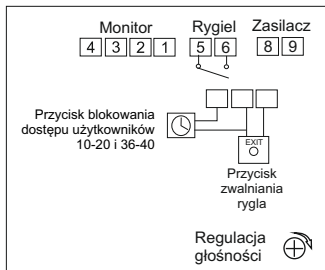 Monitor Rygiel Zasilacz
4 3 2 1 5 6 8 9
Przycisk blokowania
dostępu użytkowników
10-20 i 36-40
EXIT
Przycisk
zwalniania
rygla
Regulacja
głośności